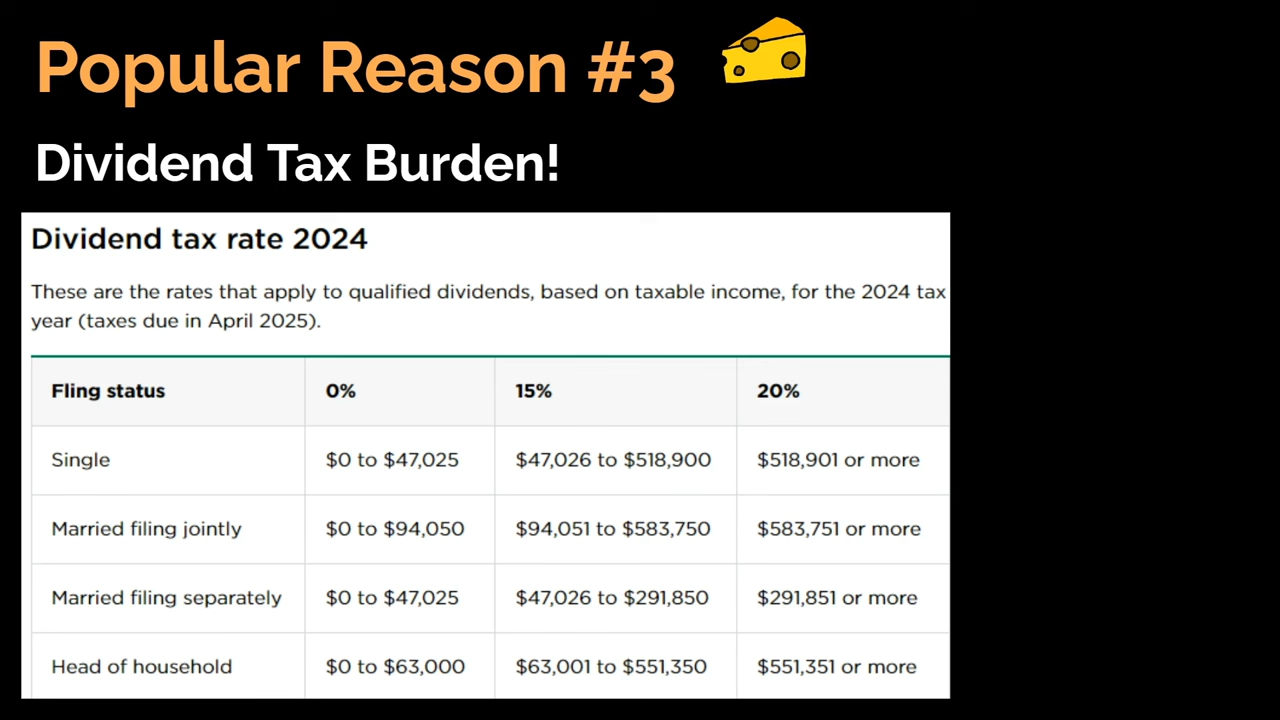 Popular Reason #3
Dividend Tax Burden!
Dividend tax rate 2024
These are the rates that apply to qualified dividends, based on taxable income, for the 2024 tax
year (taxes due in April 2025).
Fling status 0% 15% 20%
Single $0 to $47,025 $47,026 to $518,900 $518,901 or more
Married filing jointly $0 to $94,050 $94,051 to $583,750 $583,751 or more
Married filing separately $0 to $47,025 $47,026 to $291,850 $291,851 or more
Head of household $0 to $63,000 $63,001 to $551,350 $551,351 or more